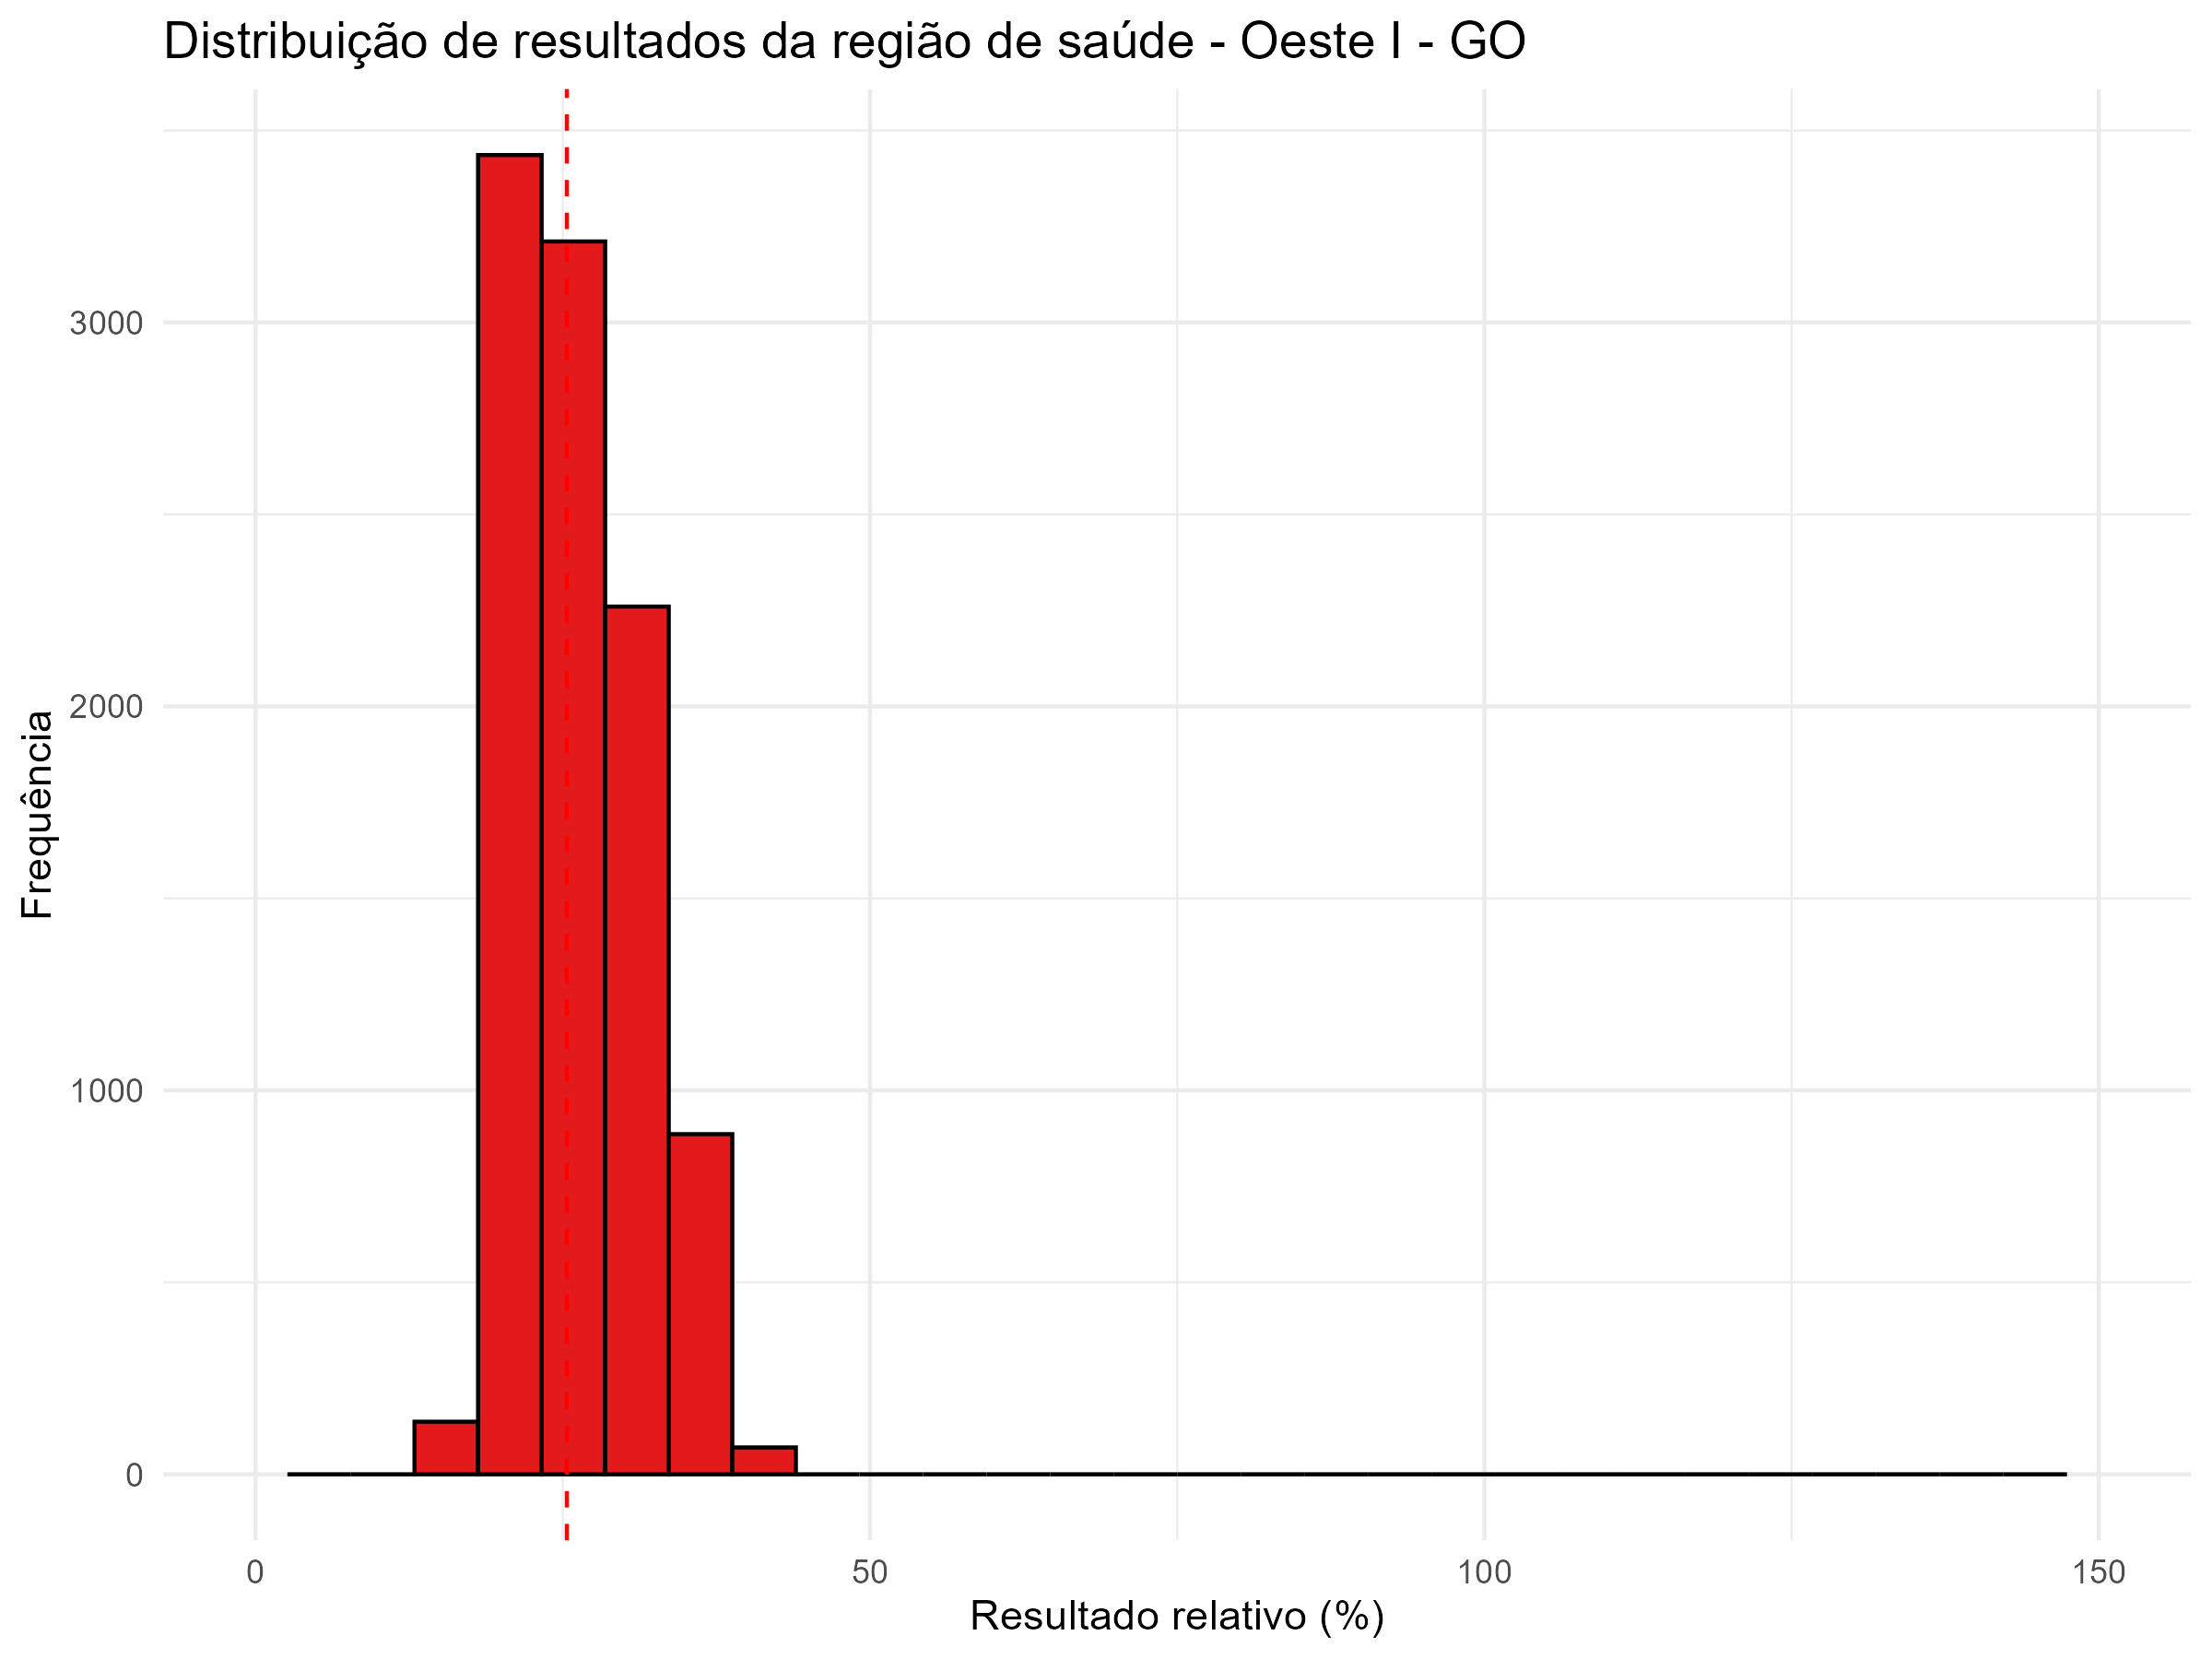 Distribuição de resultados da região de saúde - Oeste I - GO
Frequência
3000
2000
1000
0
0 50 100 150
Resultado relativo (%)